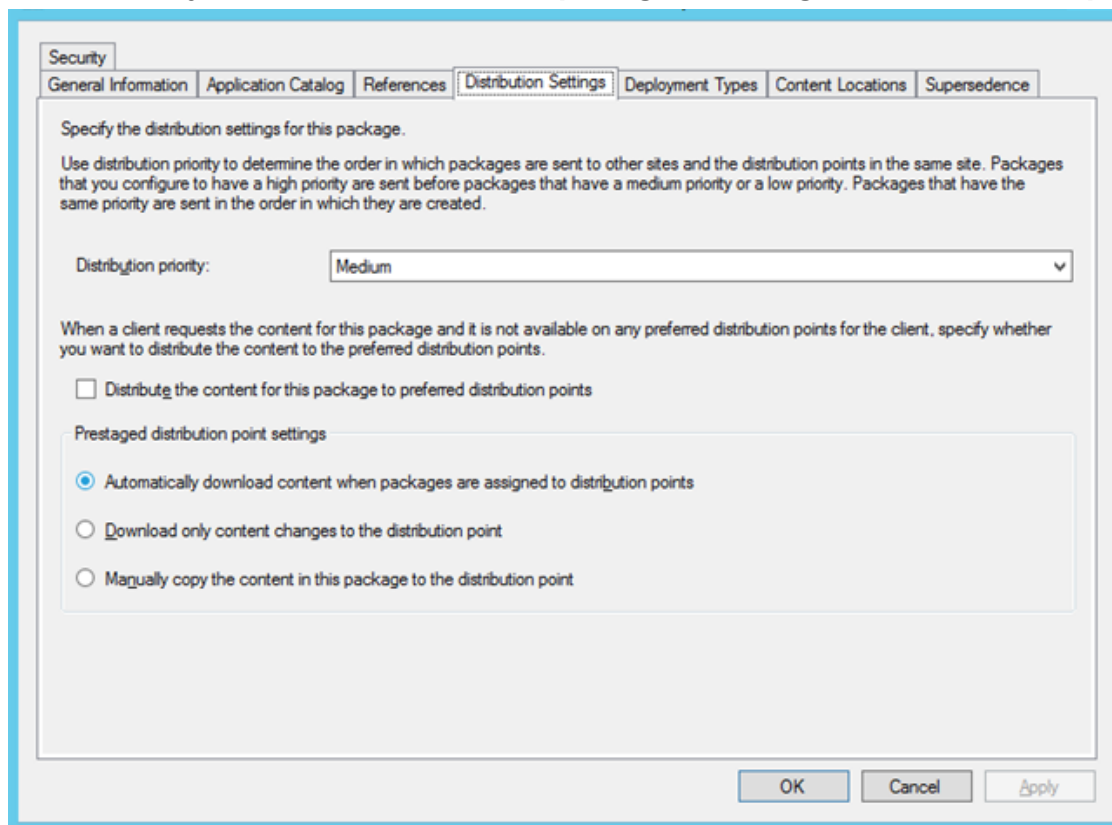 Security
General Information Application Catalog References Distribution Settings Deployment Types Content Locations Supersedence
Specify the distribution settings for this package.
Use distribution priority to determine the order in which packages are sent to other sites and the distribution points in the same site. Packages
that you configure to have a high priority are sent before packages that have a medium priority or a low priority. Packages that have the
same priority are sent in the order in which they are created.
Distribution priority: Medium
When a client requests the content for this package and it is not available on any preferred distribution points for the client, specify whether
you want to distribute the content to the preferred distribution points.
Distribute the content for this package to preferred distribution points
Prestaged distribution point settings
Automatically download content when packages are assigned to distribution points
Download only content changes to the distribution point
Manually copy the content in this package to the distribution point
OK Cancel Apply